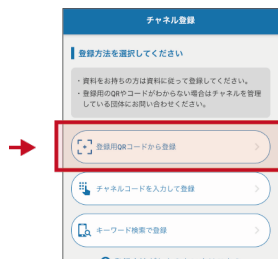 チャネル登録
登録方法を選択してください
・資料をお持ちの方は資料に従って登録してください。
・登録用のQRやコードがわからない場合はチャネルを管理
している団体にお問い合わせください。
登録用QRコードから登録
チャネルコードを入力して登録
キーワード検索で登録